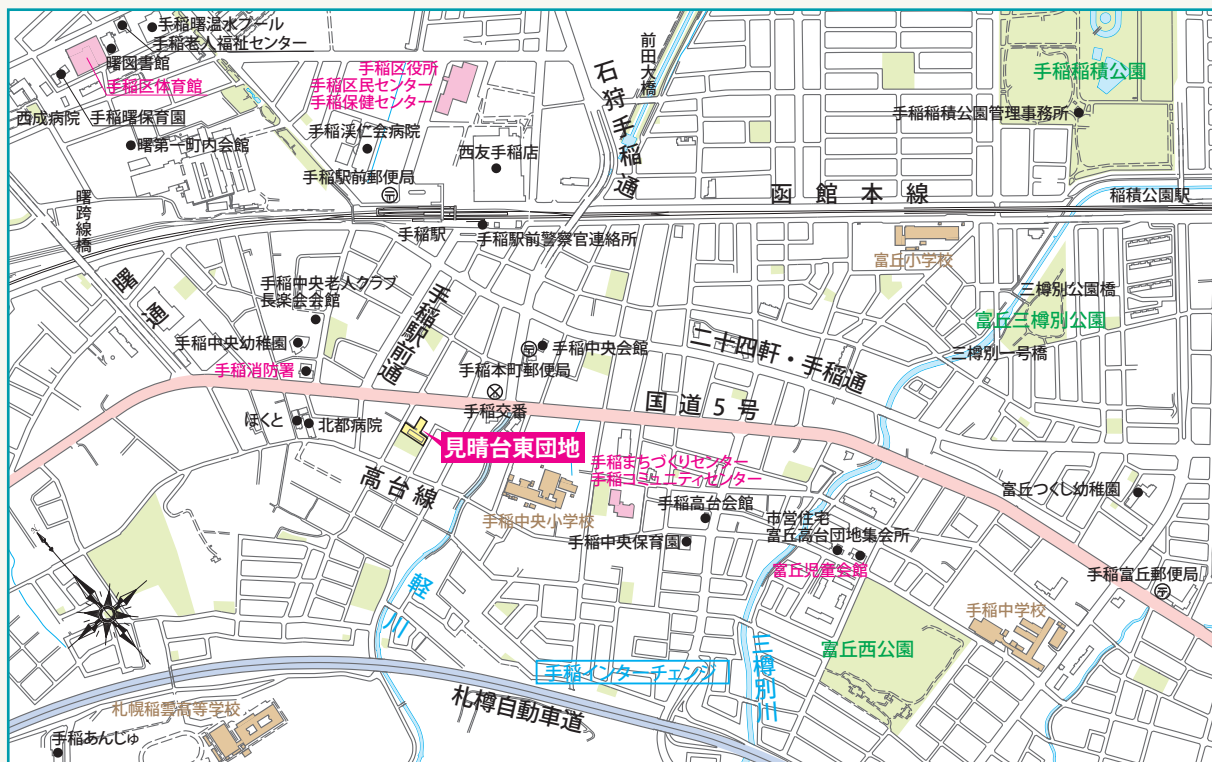 手稲曙温水プール
手稲老人福祉センター
曙図書館
手稲区体育館
西成病院
手稲曙保育園
曙第一町内会館
手稲区役所
手稲区民センター
手稲保健センター
手稲渓仁会病院
手稲駅前郵便局
西友手稲店
前田大橋
石狩手稲通
手稲稲積公園
手稲稲積公園管理事務所
函館本線
稲積公園駅
曙跨線橋
手稲駅
手稲駅前警察官連絡所
富丘小学校
曙通
手稲中央老人クラブ
長楽会会館
手稲駅前通
三樽別公園橋
富丘三樽別公園
手稲中央幼稚園
手稲中央会館
二十四軒・手稲通
三樽別一号橋
手稲消防署
手稲本町郵便局
国道5号
手稲交番
ほくと
北都病院
見晴台東団地
手稲まちづくりセンター
手稲コミュニティセンター
高台線
富丘つくし幼稚園
手稲中央小学校
手稲高台会館
市営住宅
富丘高台団地集会所
手稲中央保育園
富丘児童会館
手稲富丘郵便局
軽川
手稲中学校
富丘西公園
三樽別川
手稲インターチェンジ
札樽自動車道
札幌稲雲高等学校
手稲あんじゅ